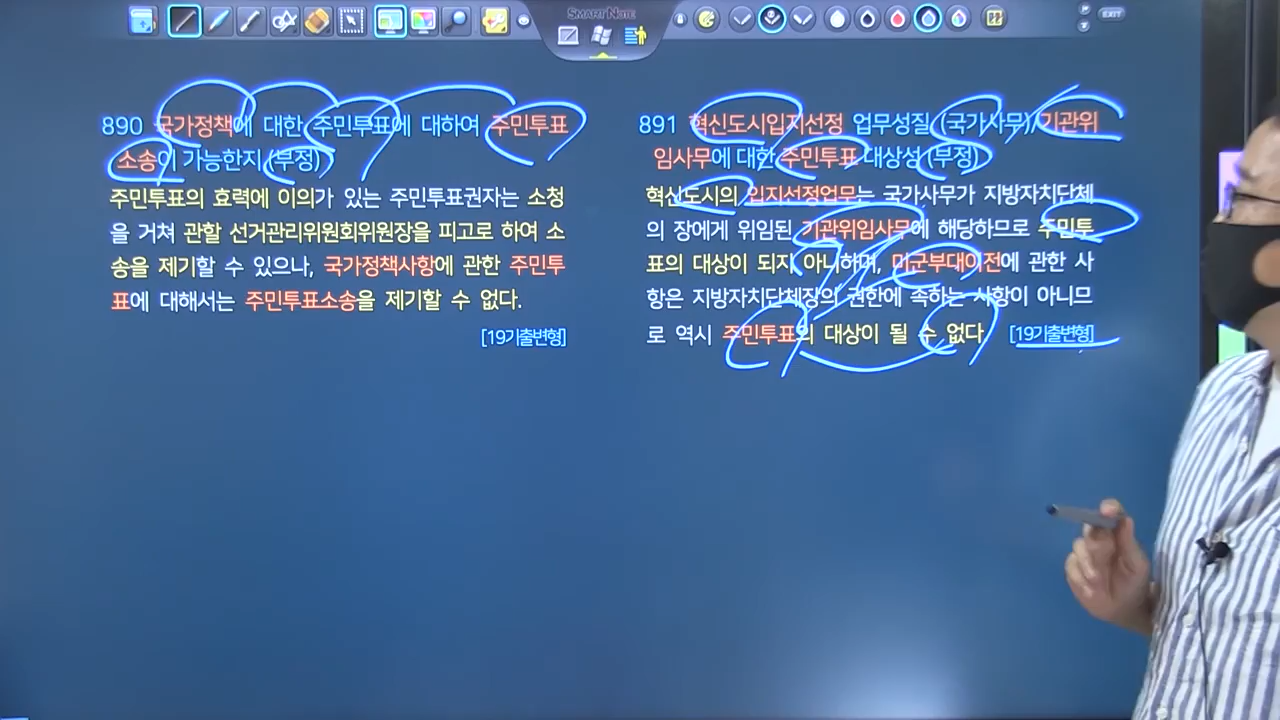 SMART NOTE
EXIT
890 국가정책에 대한 주민투표에 대하여 주민투표
소송이 가능한지 (부정)
주민투표의 효력에 이의가 있는 주민투표권자는 소청
을 거쳐 관할 선거관리위원회위원장을 피고로 하여 소
송을 제기할 수 있으나, 국가정책사항에 관한 주민투
표에 대해서는 주민투표소송을 제기할 수 없다.
[19기출변형]
891 혁신도시입지선정 업무성질 (국가사무)/기관위
임사무에 대한 주민투표 대상성 (부정)
혁신도시의 입지선정업무는 국가사무가 지방자치단체
의 장에게 위임된 기관위임사무에 해당하므로 주민투
표의 대상이 되지 아니하며, 미군부대이전에 관한 사
항은 지방자치단체장의 권한에 속하는 사항이 아니므
로 역시 주민투표의 대상이 될 수 없다.
[19기출변형]